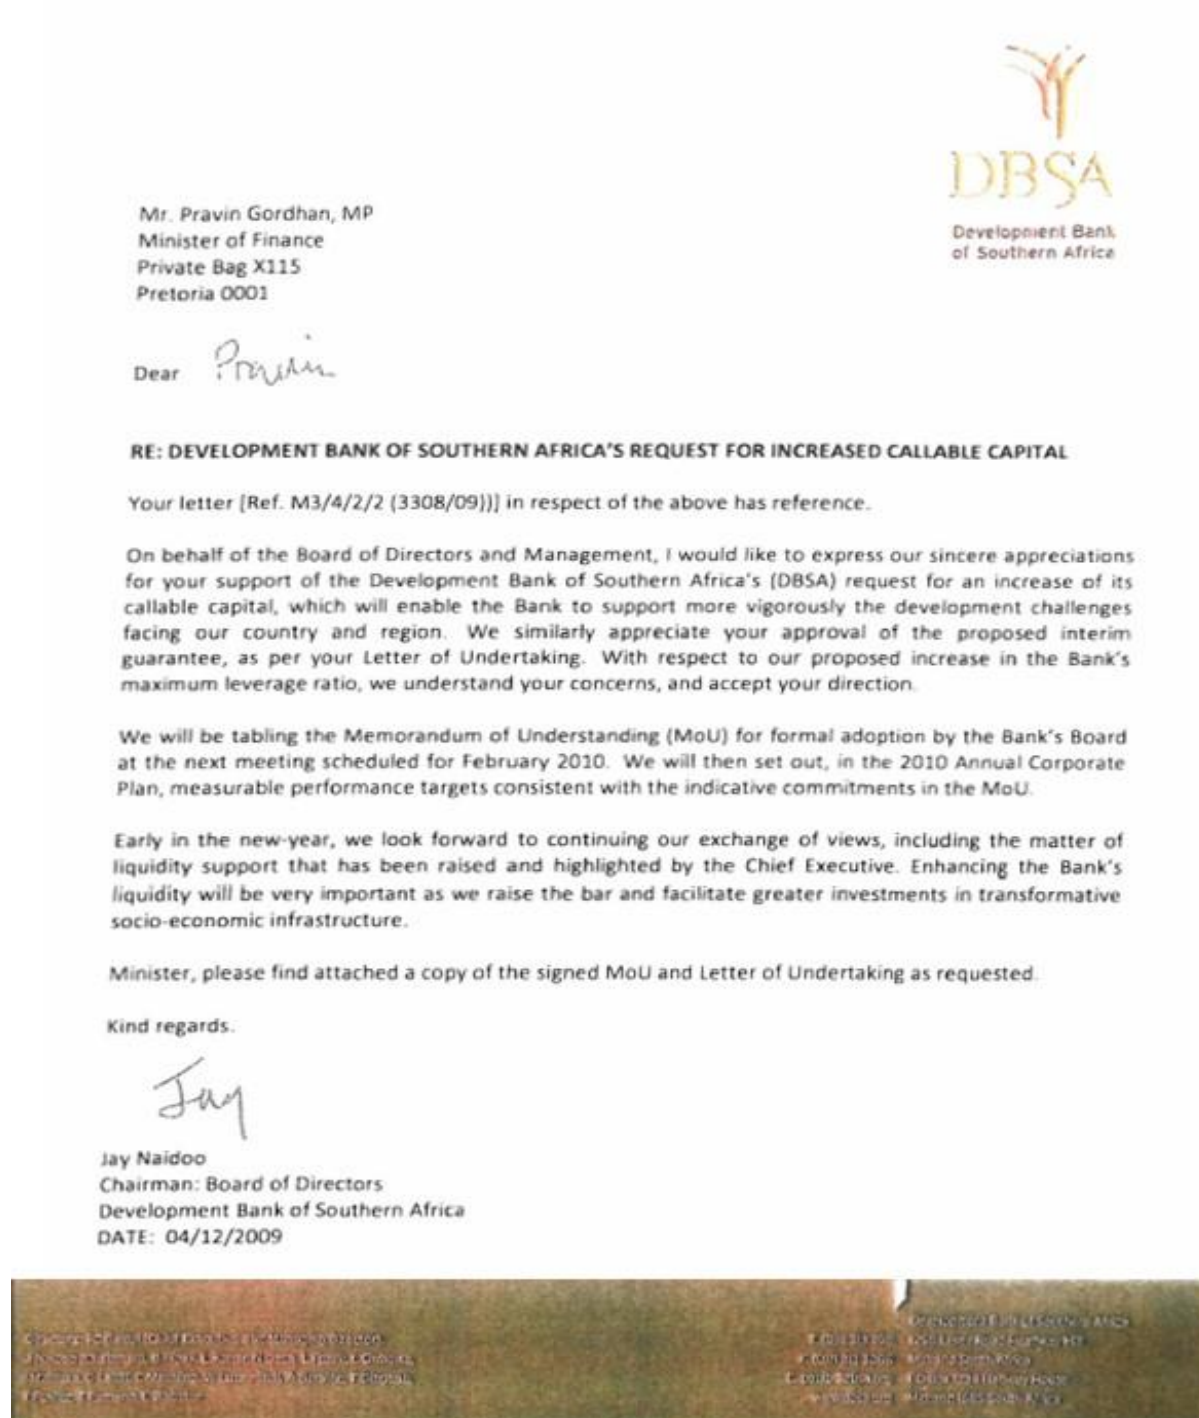 DBSA
Development Bank
of Southern Africa
Mr. Pravin Gordhan, MP
Minister of Finance
Private Bag X115
Pretoria 0001
Dear Pravin
RE: DEVELOPMENT BANK OF SOUTHERN AFRICA'S REQUEST FOR INCREASED CALLABLE CAPITAL
Your letter [Ref. M3/4/2/2 (3308/09))] in respect of the above has reference.
On behalf of the Board of Directors and Management, I would like to express our sincere appreciations
for your support of the Development Bank of Southern Africa's (DBSA) request for an increase of its
callable capital, which will enable the Bank to support more vigorously the development challenges
facing our country and region. We similarly appreciate your approval of the proposed interim
guarantee, as per your Letter of Undertaking. With respect to our proposed increase in the Bank's
maximum leverage ratio, we understand your concerns, and accept your direction.
We will be tabling the Memorandum of Understanding (MoU) for formal adoption by the Bank's Board
at the next meeting scheduled for February 2010. We will then set out, in the 2010 Annual Corporate
Plan, measurable performance targets consistent with the indicative commitments in the MoU.
Early in the new-year, we look forward to continuing our exchange of views, including the matter of
liquidity support that has been raised and highlighted by the Chief Executive. Enhancing the Bank's
liquidity will be very important as we raise the bar and facilitate greater investments in transformative
socio-economic infrastructure.
Minister, please find attached a copy of the signed MoU and Letter of Undertaking as requested.
Kind regards.
Jay
Jay Naidoo
Chairman: Board of Directors
Development Bank of Southern Africa
DATE: 04/12/2009